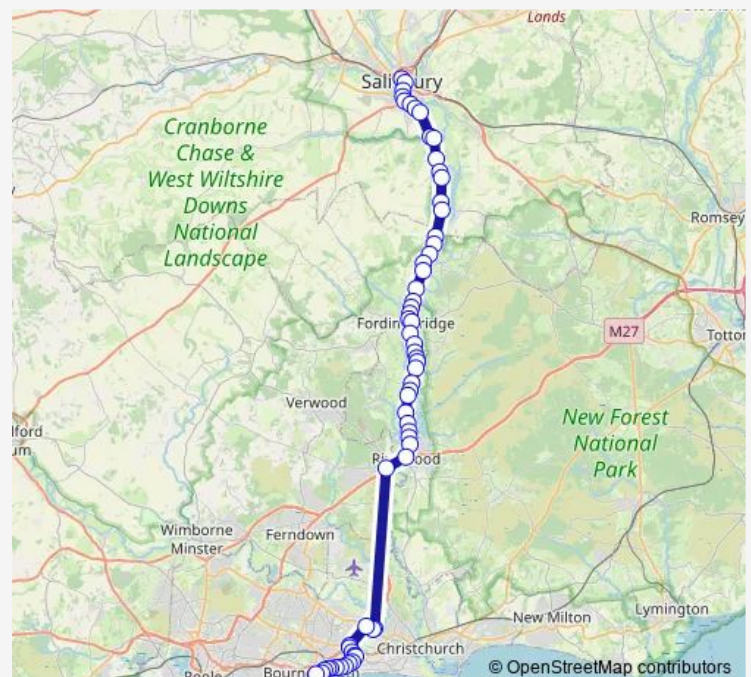 Lands
Salisbury
Cranborne
Chase &
West Wiltshire
Downs
National
Landscape
Romsey
Fordingbridge
M27
Verwood
New Forest
National
Park
Ringwood
Wimborne
Minster
Ferndown
New Milton
Lymington
Christchurch
© OpenStreetMap contributors